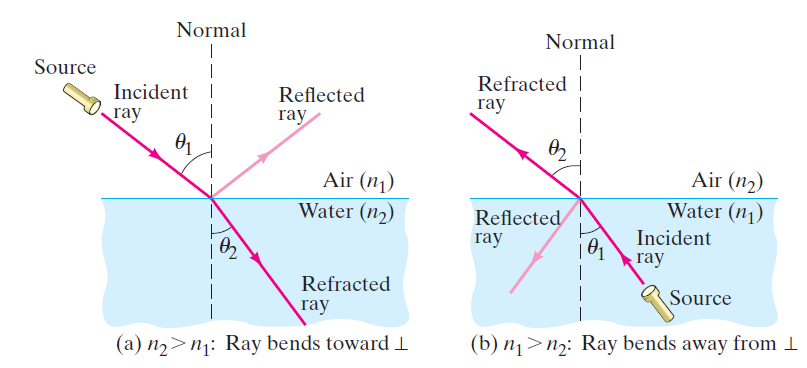 Normal
Source
Incident
ray
Reflected
ray
θ1
Air (n1)
Water (n2)
θ2
Refracted
ray
(a) n2 > n1: Ray bends toward ⊥
Normal
Refracted
ray
θ2
Air (n2)
Water (n1)
Reflected
ray
θ1
Incident
ray
Source
(b) n1 > n2: Ray bends away from ⊥